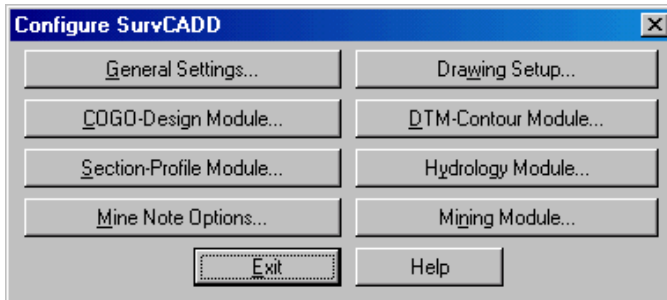 Configure SurvCADD
General Settings... Drawing Setup...
COGO-Design Module... DTM-Contour Module...
Section-Profile Module... Hydrology Module...
Mine Note Options... Mining Module...
Exit Help